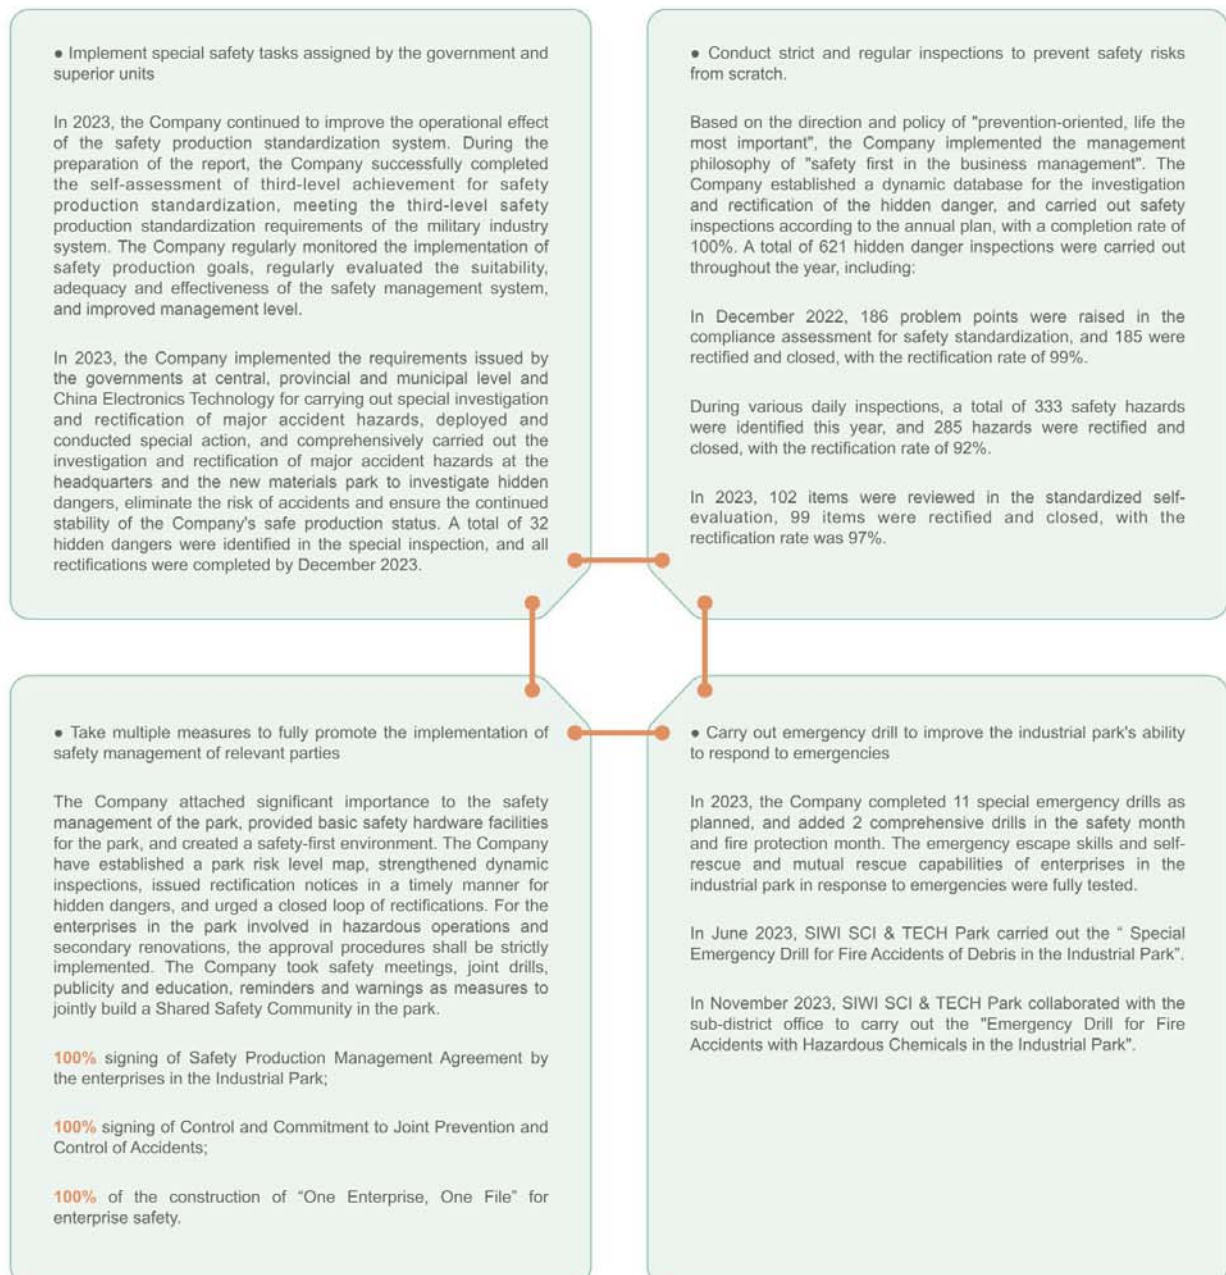 ● Implement special safety tasks assigned by the government and
superior units
In 2023, the Company continued to improve the operational effect
of the safety production standardization system. During the
preparation of the report, the Company successfully completed
the self-assessment of third-level achievement for safety
production standardization, meeting the third-level safety
production standardization requirements of the military industry
system. The Company regularly monitored the implementation of
safety production goals, regularly evaluated the suitability,
adequacy and effectiveness of the safety management system,
and improved management level.
In 2023, the Company implemented the requirements issued by
the governments at central, provincial and municipal level and
China Electronics Technology for carrying out special investigation
and rectification of major accident hazards, deployed and
conducted special action, and comprehensively carried out the
investigation and rectification of major accident hazards at the
headquarters and the new materials park to investigate hidden
dangers, eliminate the risk of accidents and ensure the continued
stability of the Company's safe production status. A total of 32
hidden dangers were identified in the special inspection, and all
rectifications were completed by December 2023.
● Conduct strict and regular inspections to prevent safety risks
from scratch.
Based on the direction and policy of "prevention-oriented, life the
most important", the Company implemented the management
philosophy of "safety first in the business management". The
Company established a dynamic database for the investigation
and rectification of the hidden danger, and carried out safety
inspections according to the annual plan, with a completion rate of
100%. A total of 621 hidden danger inspections were carried out
throughout the year, including:
In December 2022, 186 problem points were raised in the
compliance assessment for safety standardization, and 185 were
rectified and closed, with the rectification rate of 99%.
During various daily inspections, a total of 333 safety hazards
were identified this year, and 285 hazards were rectified and
closed, with the rectification rate of 92%.
In 2023, 102 items were reviewed in the standardized self-
evaluation, 99 items were rectified and closed, with the
rectification rate was 97%.
● Take multiple measures to fully promote the implementation of
safety management of relevant parties
The Company attached significant importance to the safety
management of the park, provided basic safety hardware facilities
for the park, and created a safety-first environment. The Company
have established a park risk level map, strengthened dynamic
inspections, issued rectification notices in a timely manner for
hidden dangers, and urged a closed loop of rectifications. For the
enterprises in the park involved in hazardous operations and
secondary renovations, the approval procedures shall be strictly
implemented. The Company took safety meetings, joint drills,
publicity and education, reminders and warnings as measures to
jointly build a Shared Safety Community in the park.
100% signing of Safety Production Management Agreement by
the enterprises in the Industrial Park;
100% signing of Control and Commitment to Joint Prevention and
Control of Accidents;
100% of the construction of “One Enterprise, One File” for
enterprise safety.
● Carry out emergency drill to improve the industrial park's ability
to respond to emergencies
In 2023, the Company completed 11 special emergency drills as
planned, and added 2 comprehensive drills in the safety month
and fire protection month. The emergency escape skills and self-
rescue and mutual rescue capabilities of enterprises in the
industrial park in response to emergencies were fully tested.
In June 2023, SIWI SCI & TECH Park carried out the “ Special
Emergency Drill for Fire Accidents of Debris in the Industrial Park”.
In November 2023, SIWI SCI & TECH Park collaborated with the
sub-district office to carry out the "Emergency Drill for Fire
Accidents with Hazardous Chemicals in the Industrial Park".